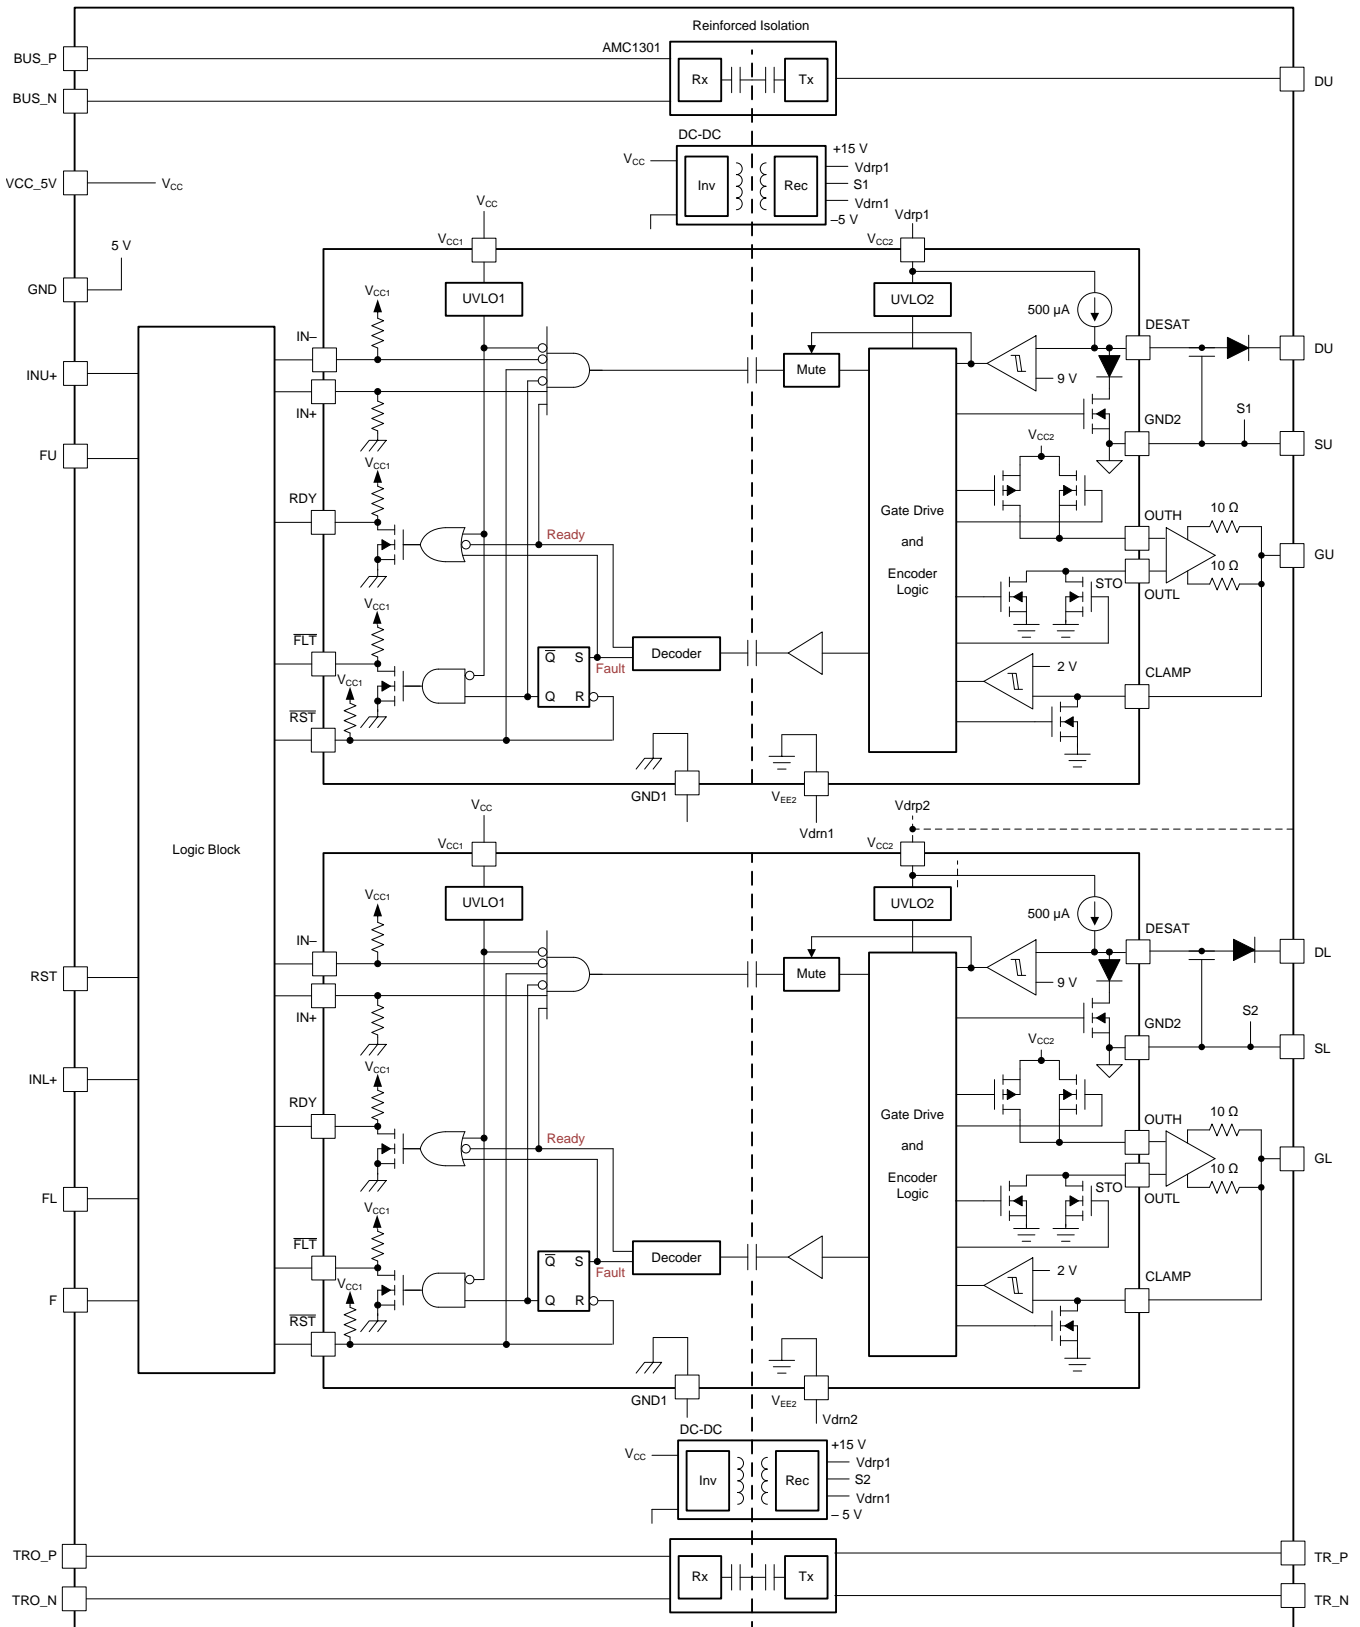 Reinforced Isolation
AMC1301
BUS_P
Rx
Tx
BUS_N
DU
DC-DC
VCC
Inv
Rec
+15 V
Vdrp1
S1
Vdrn1
–5 V
VCC_5V
VCC
5 V
GND
VCC
VCC1
Vdrp1
VCC2
UVLO1
UVLO2
500 µA
DESAT
VCC1
IN–
IN+
INU+
Mute
9 V
DU
GND2
S1
SU
FU
VCC1
RDY
Ready
VCC2
Gate Drive
and
Encoder
Logic
OUTH
10 Ω
10 Ω
GU
STO
OUTL
VCC1
FLT
Q
S
Fault
Decoder
Q
R
2 V
CLAMP
VCC1
RST
GND1
VEE2
Vdrn1
Logic Block
VCC
VCC1
Vdrp2
VCC2
UVLO1
UVLO2
500 µA
DESAT
VCC1
IN–
IN+
RST
Mute
9 V
DL
GND2
S2
SL
INL+
VCC1
RDY
Ready
VCC2
Gate Drive
and
Encoder
Logic
OUTH
10 Ω
10 Ω
GL
STO
OUTL
FL
VCC1
FLT
Q
S
Fault
Decoder
Q
R
2 V
CLAMP
F
VCC1
RST
GND1
VEE2
Vdrn2
DC-DC
VCC
Inv
Rec
+15 V
Vdrp1
S2
Vdrn1
– 5 V
TRO_P
Rx
Tx
TR_P
TRO_N
TR_N